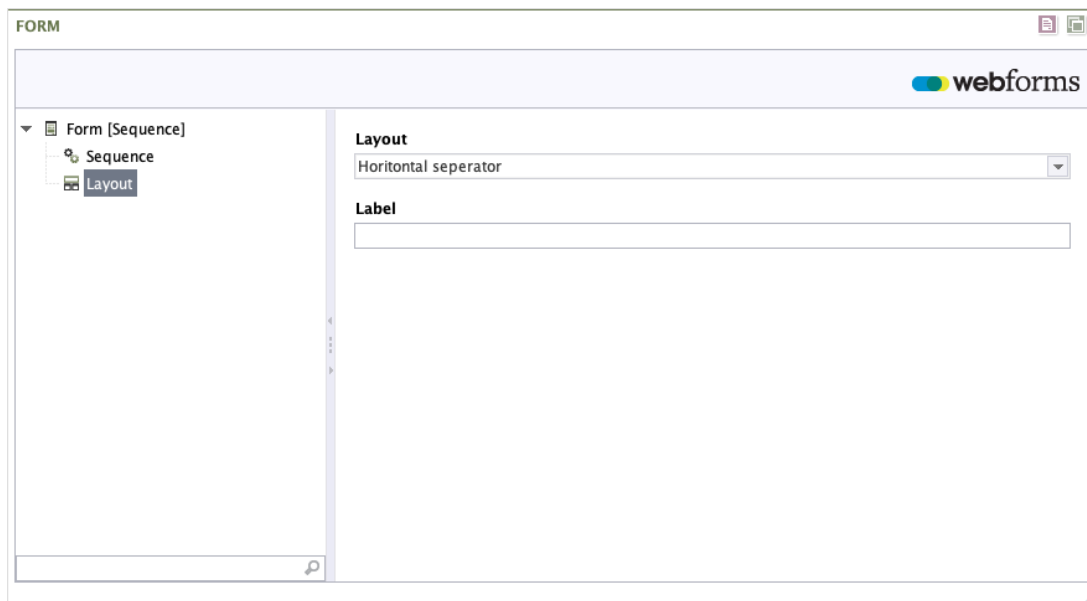 FORM
webforms
Form [Sequence]
Sequence
Layout
Layout
Horitontal seperator
Label